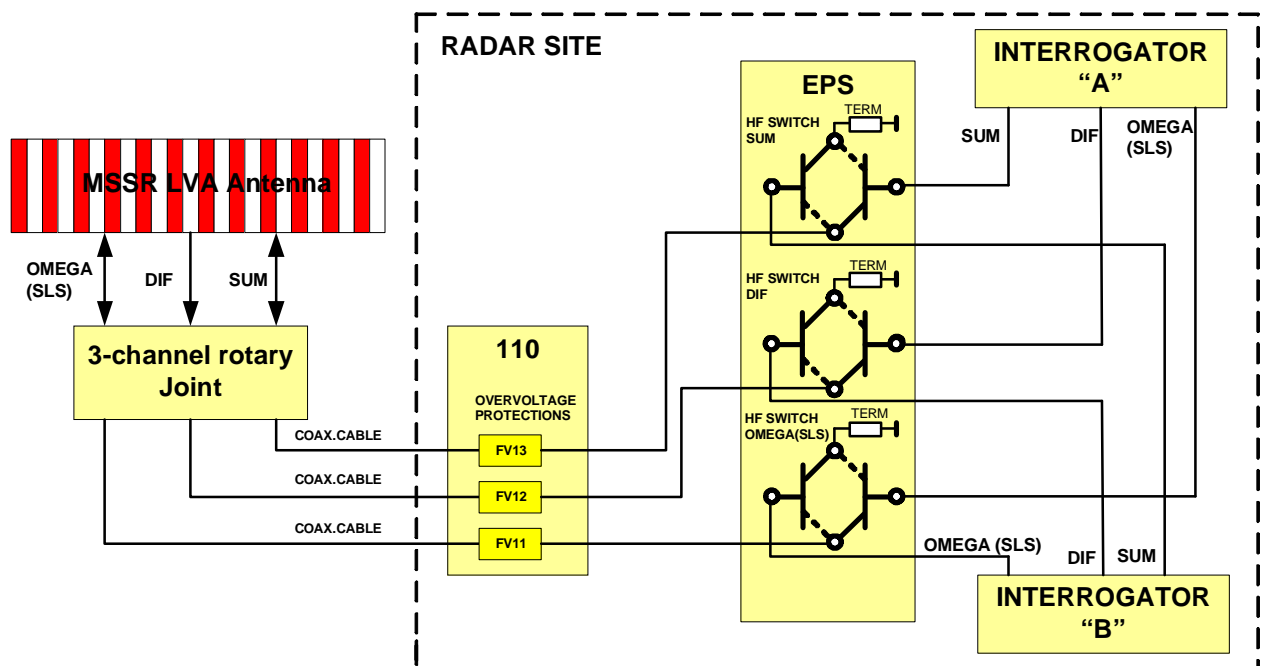 RADAR SITE
INTERROGATOR
“A”
EPS
TERM
HF SWITCH
SUM
SUM
DIF
OMEGA
(SLS)
MSSR LVA Antenna
OMEGA
(SLS)
DIF
SUM
TERM
HF SWITCH
DIF
3-channel rotary
Joint
110
OVERVOLTAGE
PROTECTIONS
TERM
HF SWITCH
OMEGA(SLS)
COAX.CABLE
FV13
COAX.CABLE
FV12
COAX.CABLE
FV11
OMEGA (SLS)
DIF
SUM
INTERROGATOR
“B”